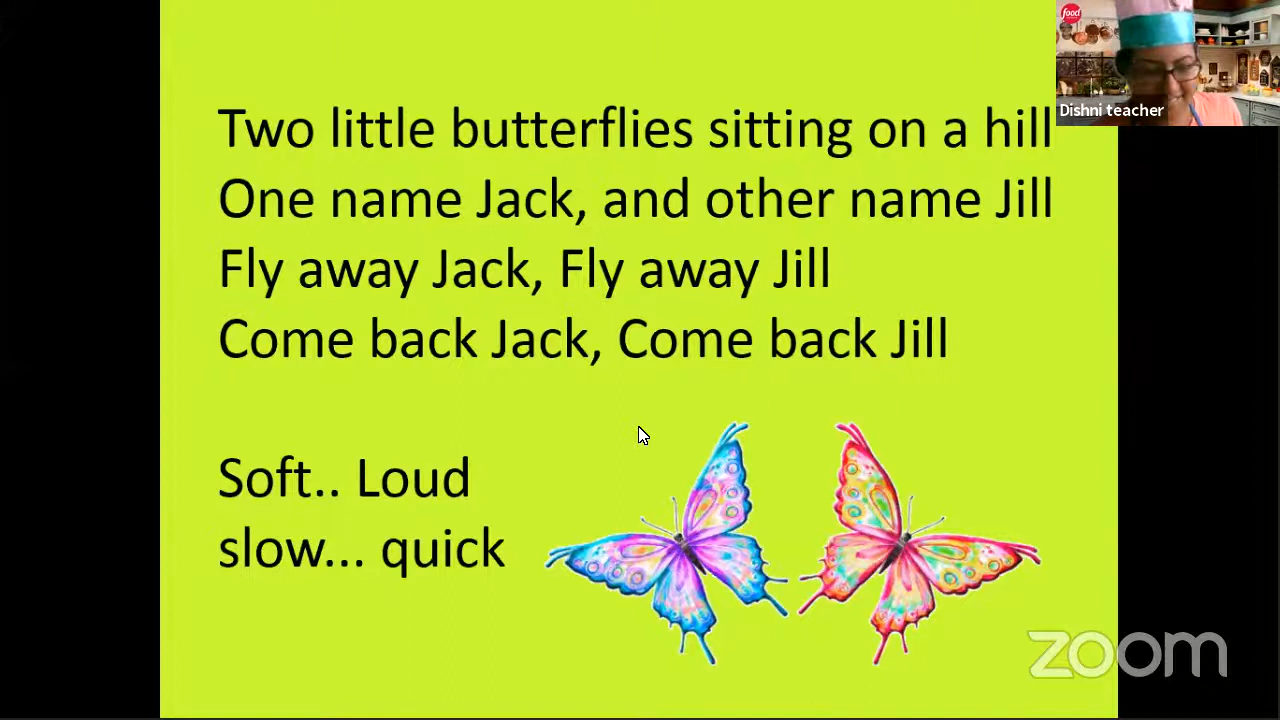 Two little butterflies sitting on a hill
One name Jack, and other name Jill
Fly away Jack, Fly away Jill
Come back Jack, Come back Jill
Soft.. Loud
slow... quick
food
Dishni teacher
zoom